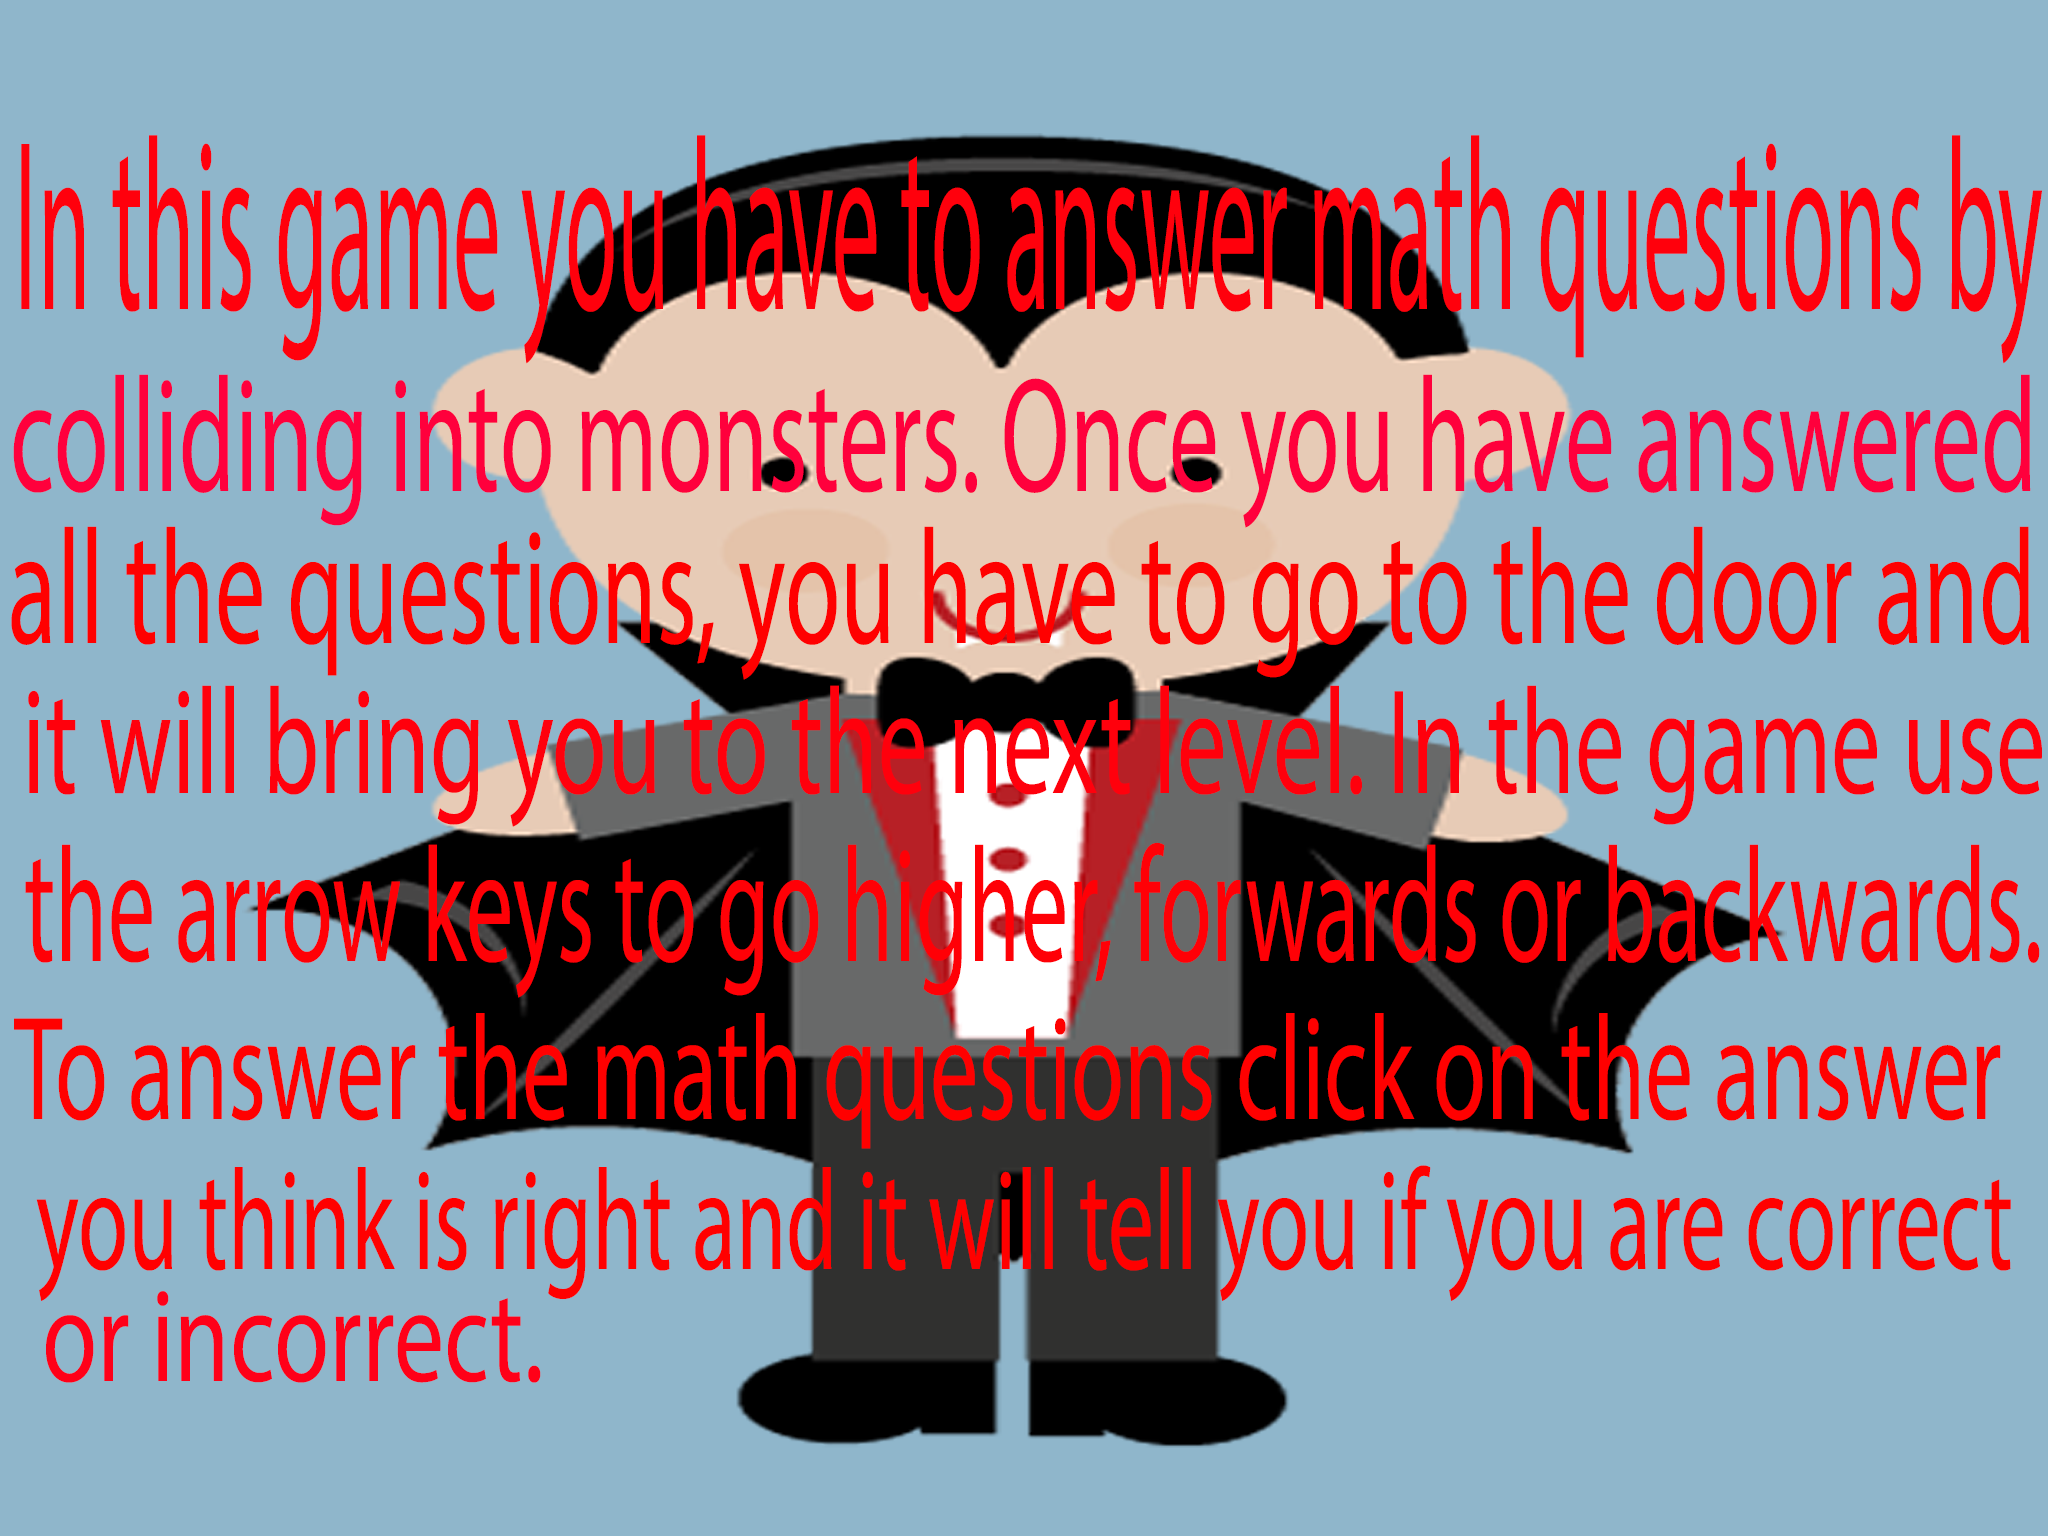 In this game you have to answer math questions by
colliding into monsters. Once you have answered
all the questions, you have to go to the door and
it will bring you to the next level. In the game use
the arrow keys to go higher, forwards or backwards.
To answer the math questions click on the answer
you think is right and it will tell you if you are correct
or incorrect.